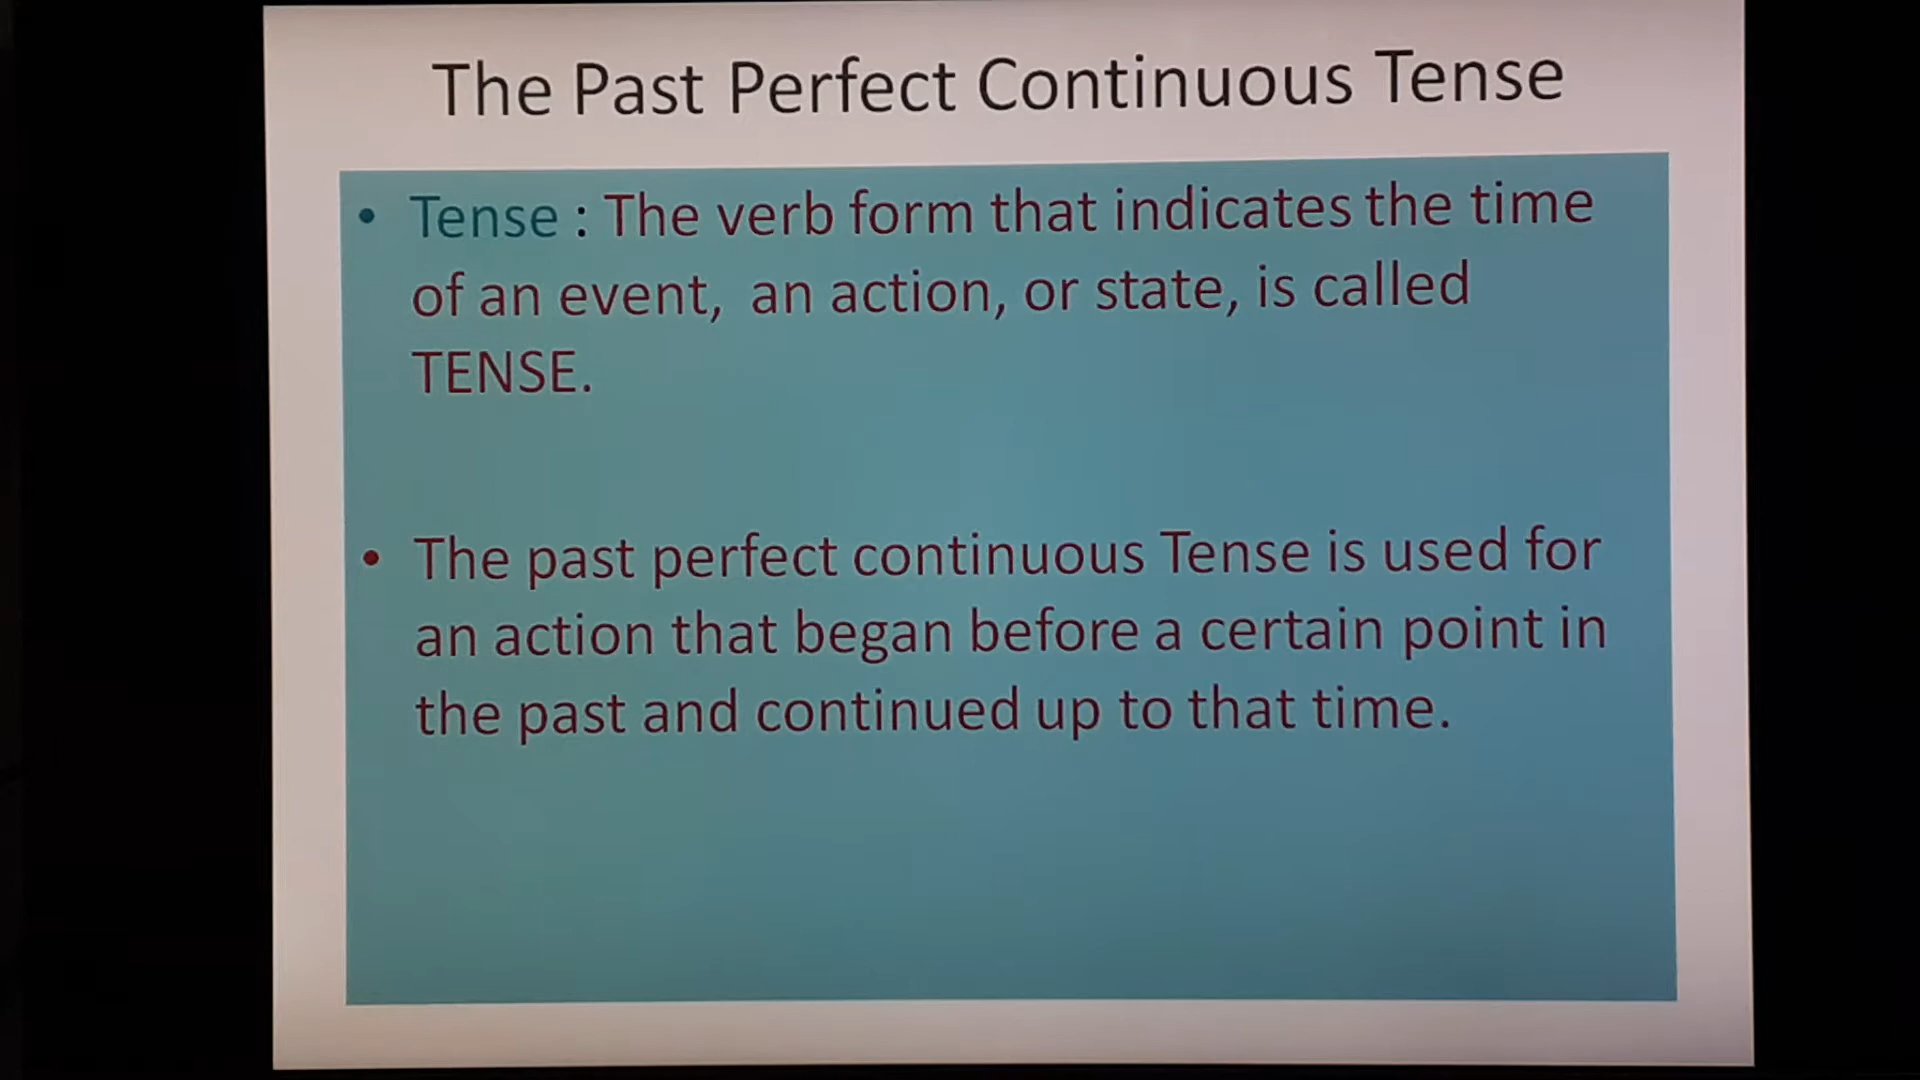 The Past Perfect Continuous Tense
• Tense : The verb form that indicates the time
of an event, an action, or state, is called
TENSE.
• The past perfect continuous Tense is used for
an action that began before a certain point in
the past and continued up to that time.